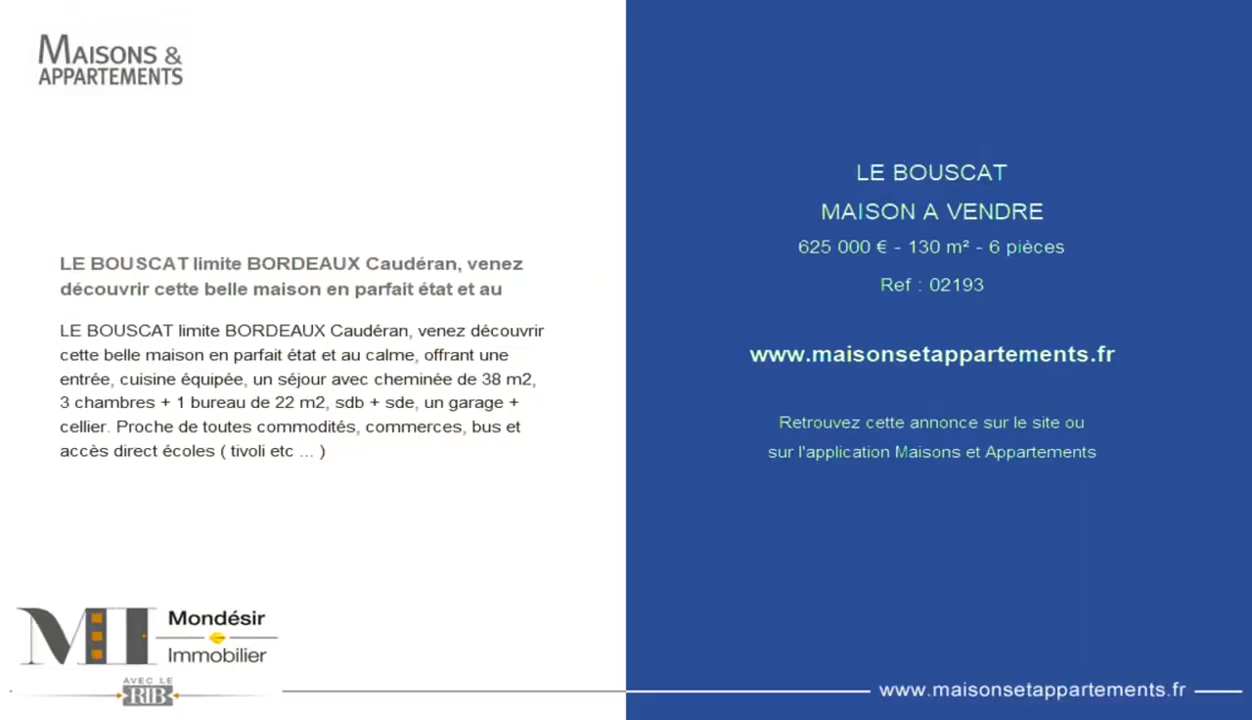 MAISONS &
APPARTEMENTS
LE BOUSCAT limite BORDEAUX Caudéran, venez
découvrir cette belle maison en parfait état et au
LE BOUSCAT limite BORDEAUX Caudéran, venez découvrir
cette belle maison en parfait état et au calme, offrant une
entrée, cuisine équipée, un séjour avec cheminée de 38 m2,
3 chambres + 1 bureau de 22 m2, sdb + sde, un garage +
cellier. Proche de toutes commodités, commerces, bus et
accès direct écoles ( tivoli etc ... )
MI
Mondésir
Immobilier
AVEC LE
RIB
LE BOUSCAT
MAISON A VENDRE
625 000 € - 130 m² - 6 pièces
Ref : 02193
www.maisonsetappartements.fr
Retrouvez cette annonce sur le site ou
sur l'application Maisons et Appartements
www.maisonsetappartements.fr